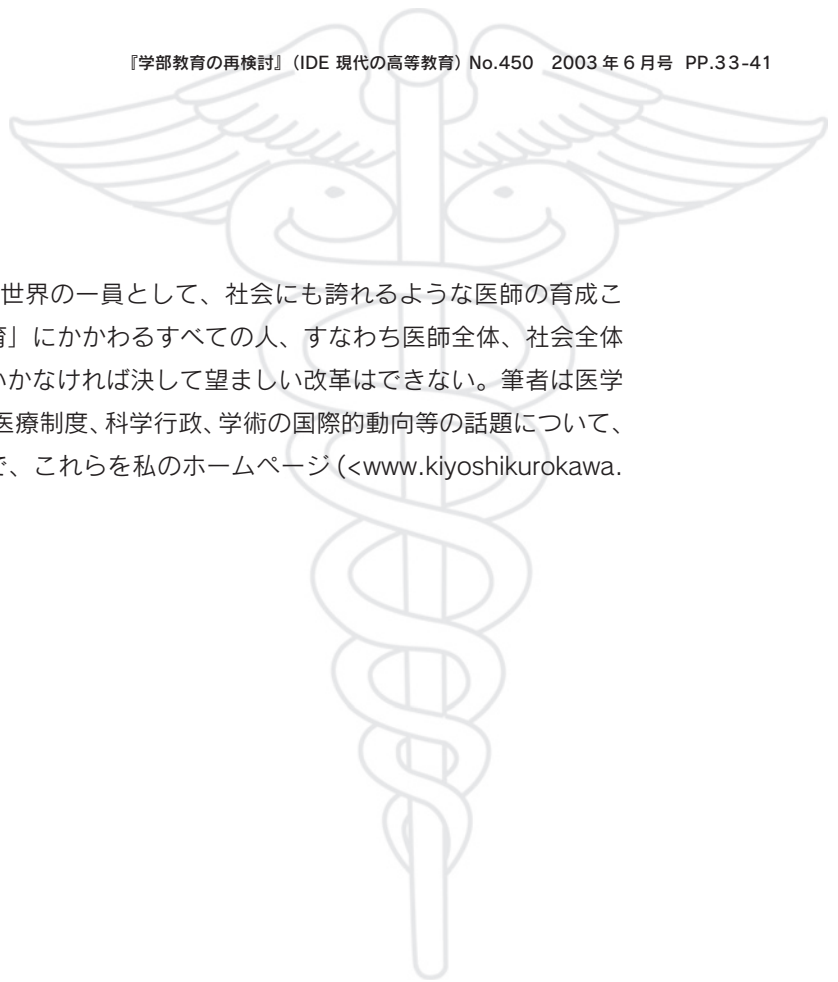 『学部教育の再検討』（IDE 現代の高等教育）No.450　2003 年 6 月号　PP.33-41
世界の一員として、社会にも誇れるような医師の育成こ
育」にかかわるすべての人、すなわち医師全体、社会全体
いかなければ決して望ましい改革はできない。筆者は医学
医療制度、科学行政、学術の国際的動向等の話題について、
で、これらを私のホームページ（<www.kiyoshikurokawa.